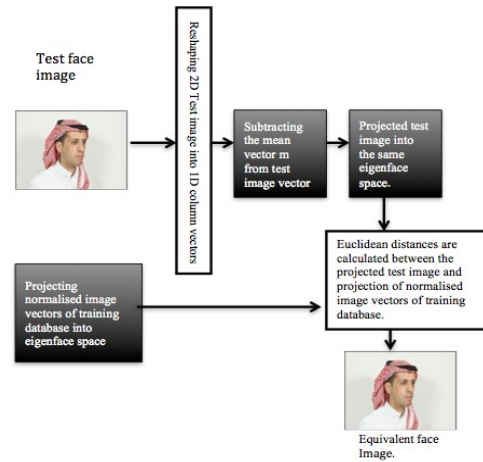 Test face
image
Reshaping 2D Test image into 1D column vectors
Subtracting
the mean
vector m
from test
image vector
Projected test
image into
the same
eigenface
space.
Euclidean distances are
calculated between the
projected test image and
projection of normalised
image vectors of training
database.
Projecting
normalised image
vectors of training
database into
eigenface space
Equivalent face
Image.